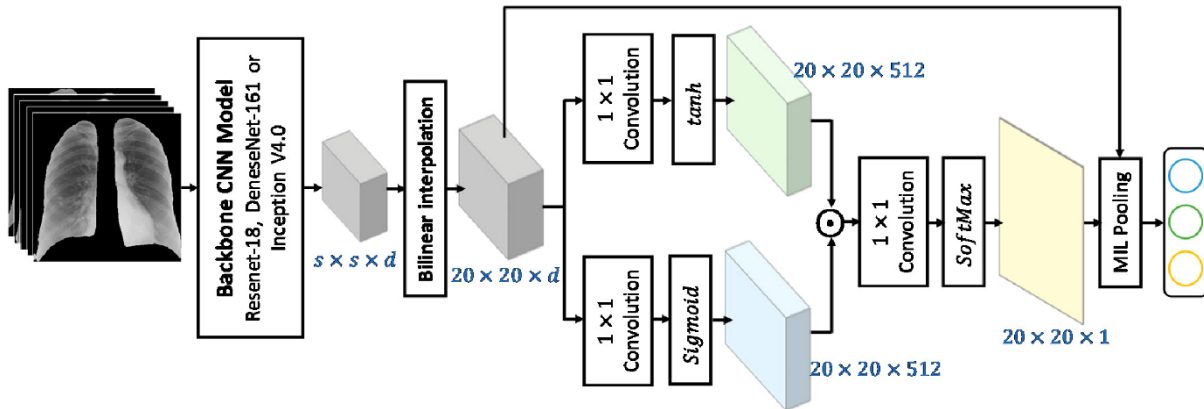 Backbone CNN Model
Resemet-18, DeneseNet-161 or
Inception V4.0
s × s × d
Bilinear interpolation
20 × 20 × d
1 × 1
Convolution
tanh
20 × 20 × 512
1 × 1
Convolution
Sigmoid
20 × 20 × 512
1 × 1
Convolution
SoftMax
20 × 20 × 1
MIL Pooling